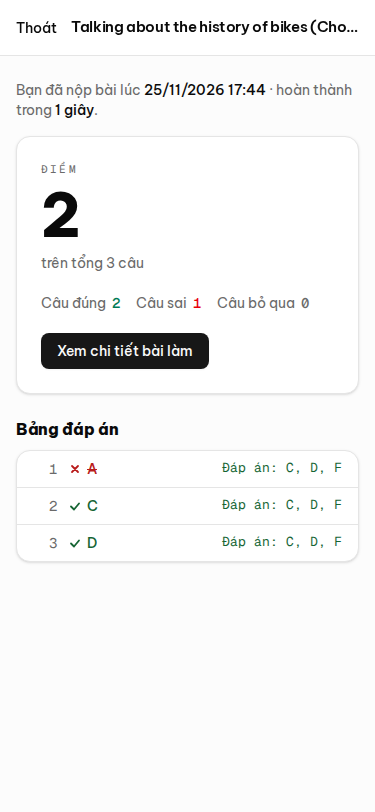 Thoát Talking about the history of bikes (Cho...
Bạn đã nộp bài lúc 25/11/2026 17:44 · hoàn thành
trong 1 giây.
ĐIỂM
2
trên tổng 3 câu
Câu đúng 2 Câu sai 1 Câu bỏ qua 0
Xem chi tiết bài làm
Bảng đáp án
1 A Đáp án: C, D, F
2 C Đáp án: C, D, F
3 D Đáp án: C, D, F